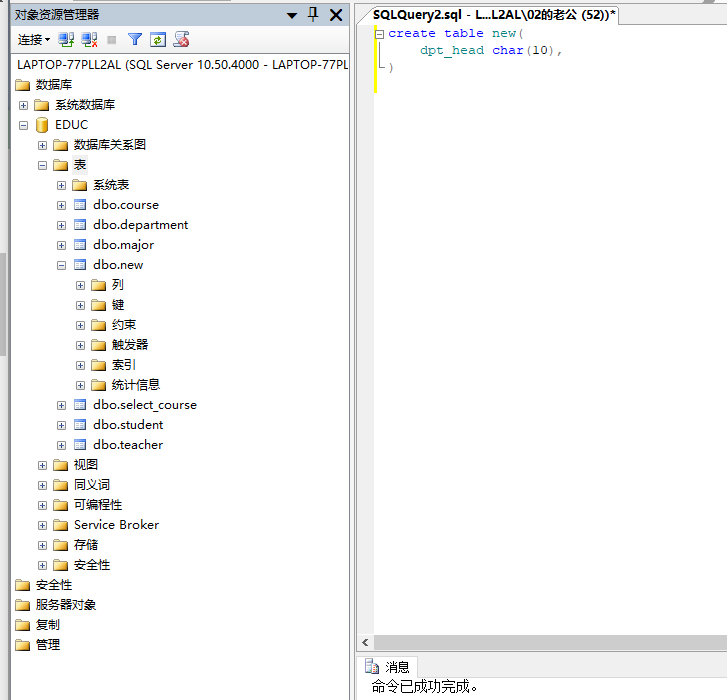 对象资源管理器
连接
LAPTOP-77PLL2AL (SQL Server 10.50.4000 - LAPTOP-77PL
数据库
系统数据库
EDUC
数据库关系图
表
系统表
dbo.course
dbo.department
dbo.major
dbo.new
列
键
约束
触发器
索引
统计信息
dbo.select_course
dbo.student
dbo.teacher
视图
同义词
可编程性
Service Broker
存储
安全性
安全性
服务器对象
复制
管理
SQLQuery2.sql - L...L2AL\02的老公 (52))*
create table new(
dpt_head char(10),
)
消息
命令已成功完成。